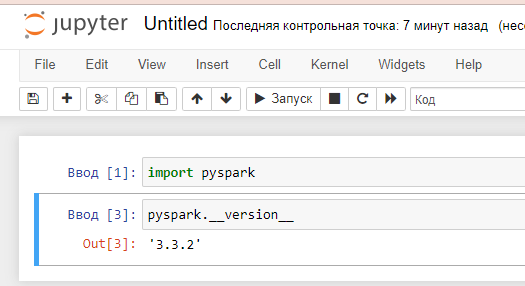 jupyter Untitled Последняя контрольная точка: 7 минут назад (нес
File Edit View Insert Cell Kernel Widgets Help
Запуск Код
Ввод [1]: import pyspark
Ввод [3]: pyspark.__version__
Out[3]: '3.3.2'